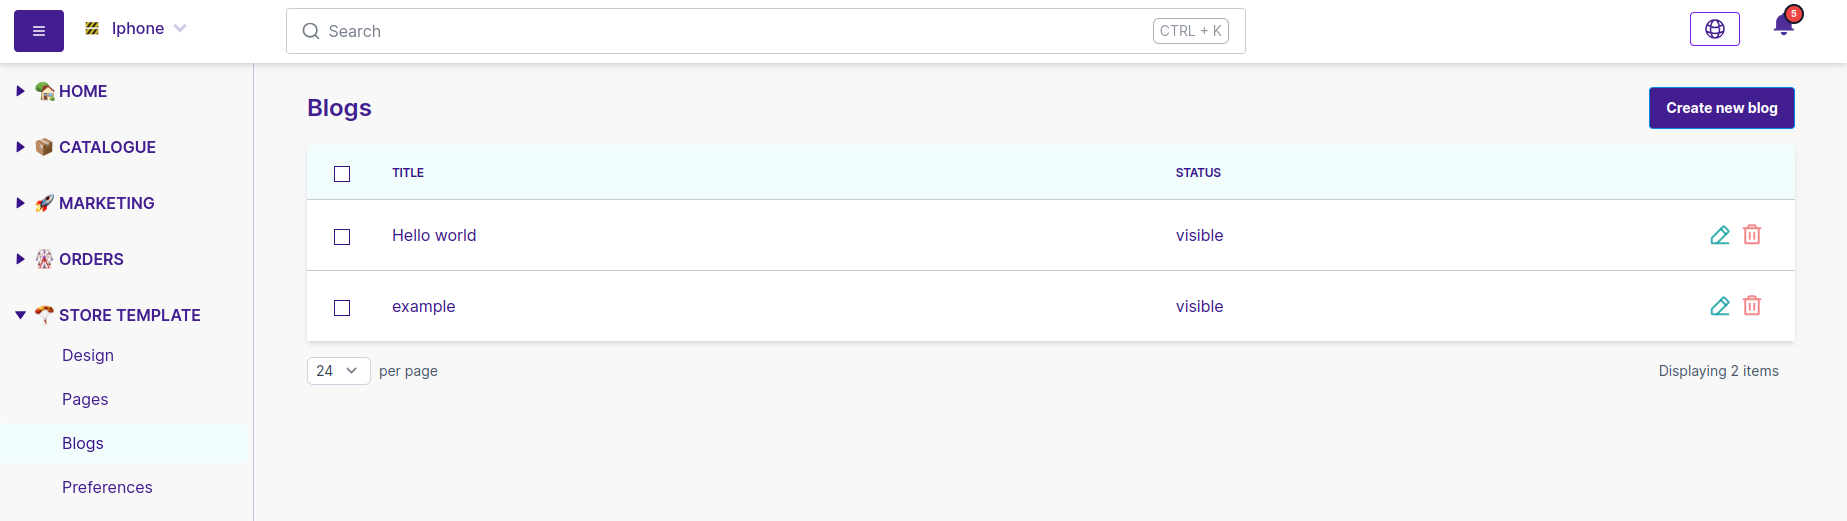 Iphone
Search CTRL + K
5
HOME
CATALOGUE
MARKETING
ORDERS
STORE TEMPLATE
Design
Pages
Blogs
Preferences
Blogs
Create new blog
TITLE STATUS
Hello world visible
example visible
24 per page Displaying 2 items